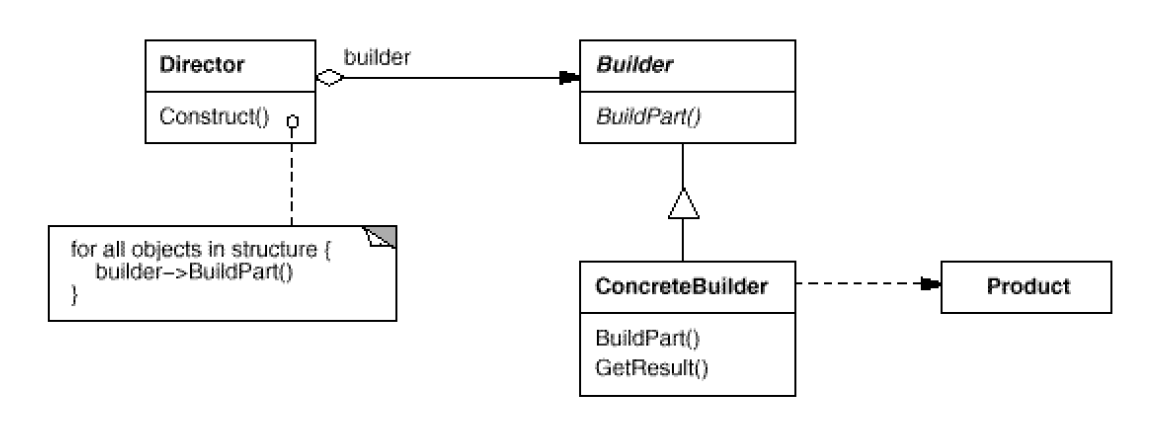 Director
builder
Builder
Construct()
BuildPart()
for all objects in structure {
builder–>BuildPart()
}
ConcreteBuilder
Product
BuildPart()
GetResult()